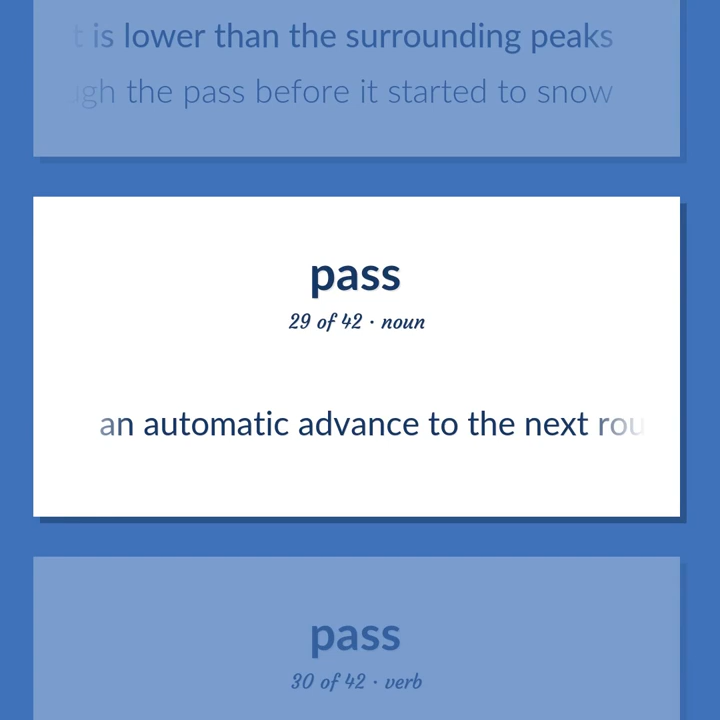 is lower than the surrounding peaks
the pass before it started to snow
pass
29 of 42 · noun
an automatic advance to the next
pass
30 of 42 · verb